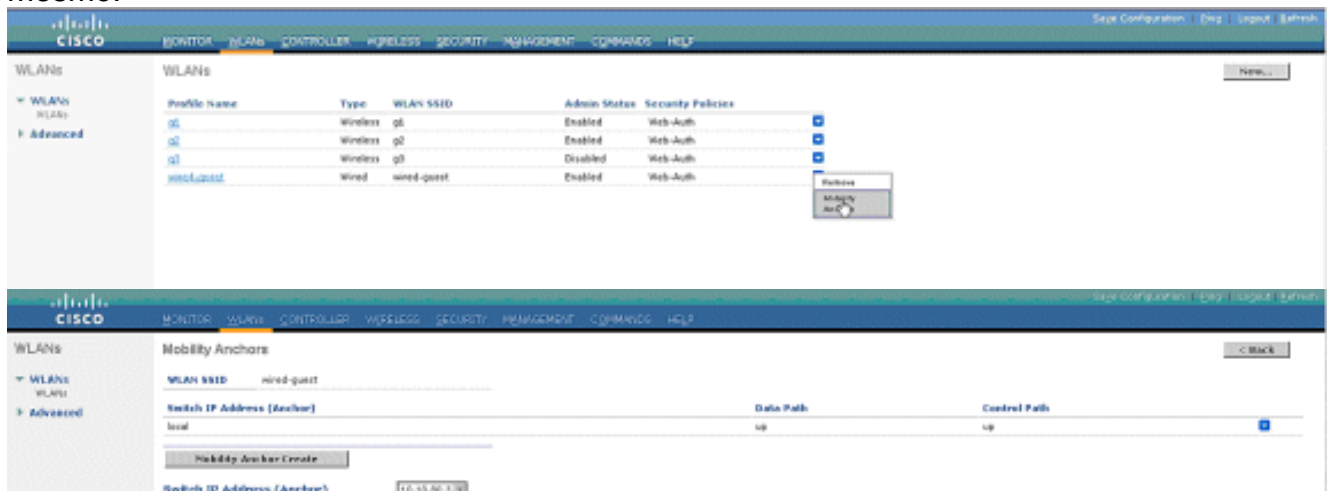 CISCO
MONITOR WLANs CONTROLLER WIRELESS SECURITY MANAGEMENT COMMANDS HELP
Save Configuration | Ping | Logout | Refresh
WLANs
WLANs
WLANs
Advanced
WLANs
New...
Profile Name Type WLAN SSID Admin Status Security Policies
g1 Wireless g1 Enabled Web-Auth
g2 Wireless g2 Enabled Web-Auth
g3 Wireless g3 Disabled Web-Auth
wired-guest Wired wired-guest Enabled Web-Auth
Remove
Mobility
CISCO
MONITOR WLANs CONTROLLER WIRELESS SECURITY MANAGEMENT COMMANDS HELP
Save Configuration | Ping | Logout | Refresh
WLANs
WLANs
WLANs
Advanced
Mobility Anchors
< Back
WLAN SSID wired-guest
Switch IP Address (Anchor) Data Path Control Path
local up up
Mobility Anchor Create
Switch IP Address (Anchor)